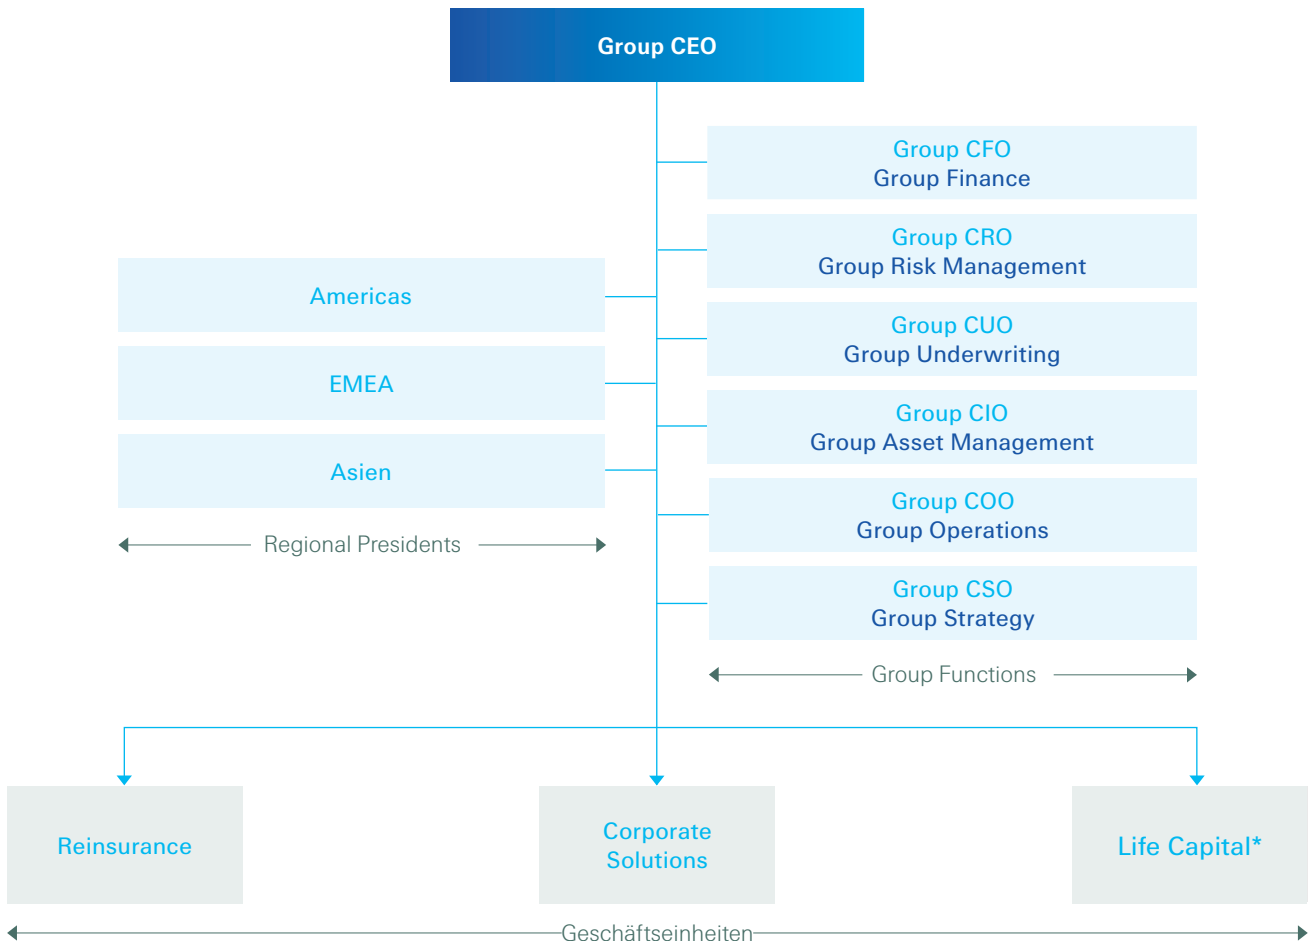 Group CEO
Group CFO
Group Finance
Group CRO
Group Risk Management
Group CUO
Group Underwriting
Group CIO
Group Asset Management
Group COO
Group Operations
Group CSO
Group Strategy
Group Functions
Americas
EMEA
Asien
Regional Presidents
Reinsurance
Corporate
Solutions
Life Capital*
Geschäftseinheiten